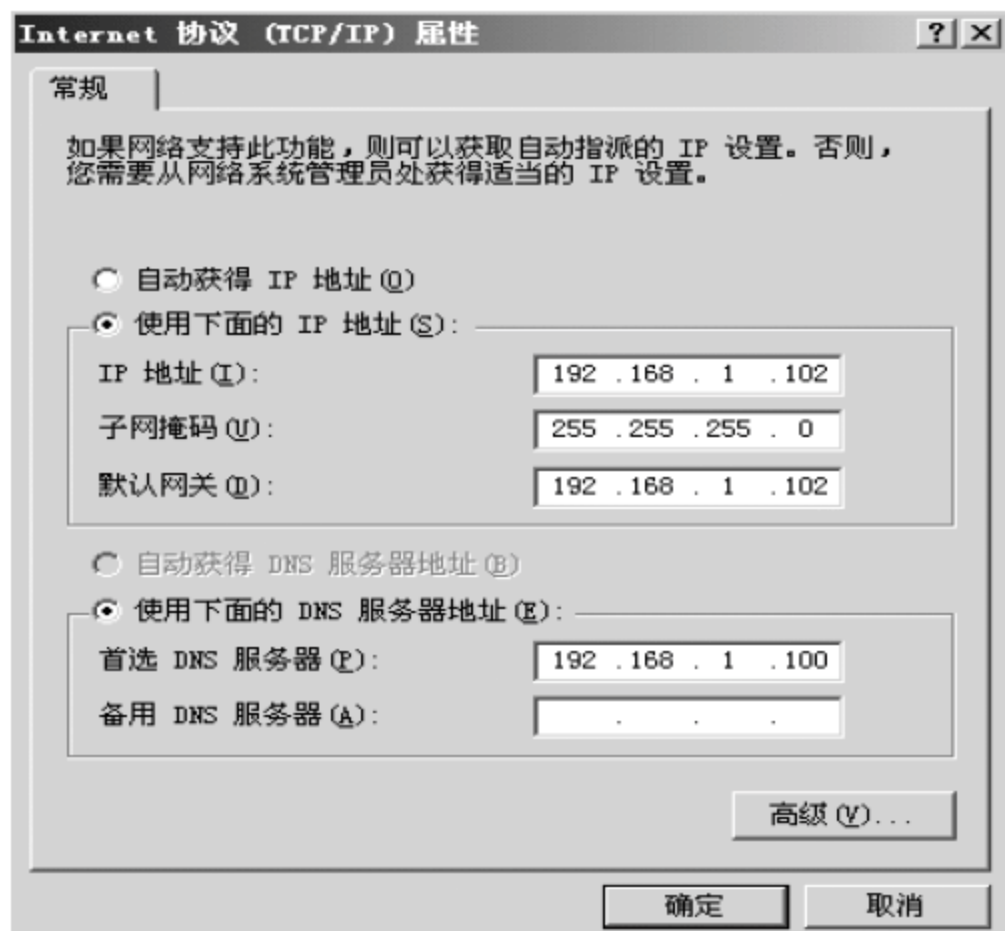 Internet 协议 (TCP/IP) 属性
常规
如果网络支持此功能，则可以获取自动指派的 IP 设置。否则，
您需要从网络系统管理员处获得适当的 IP 设置。
自动获得 IP 地址(O)
使用下面的 IP 地址(S):
IP 地址(I): 192 .168 . 1 .102
子网掩码(U): 255 .255 .255 . 0
默认网关(D): 192 .168 . 1 .102
自动获得 DNS 服务器地址(B)
使用下面的 DNS 服务器地址(E):
首选 DNS 服务器(P): 192 .168 . 1 .100
备用 DNS 服务器(A): . . .
高级(V)...
确定 取消